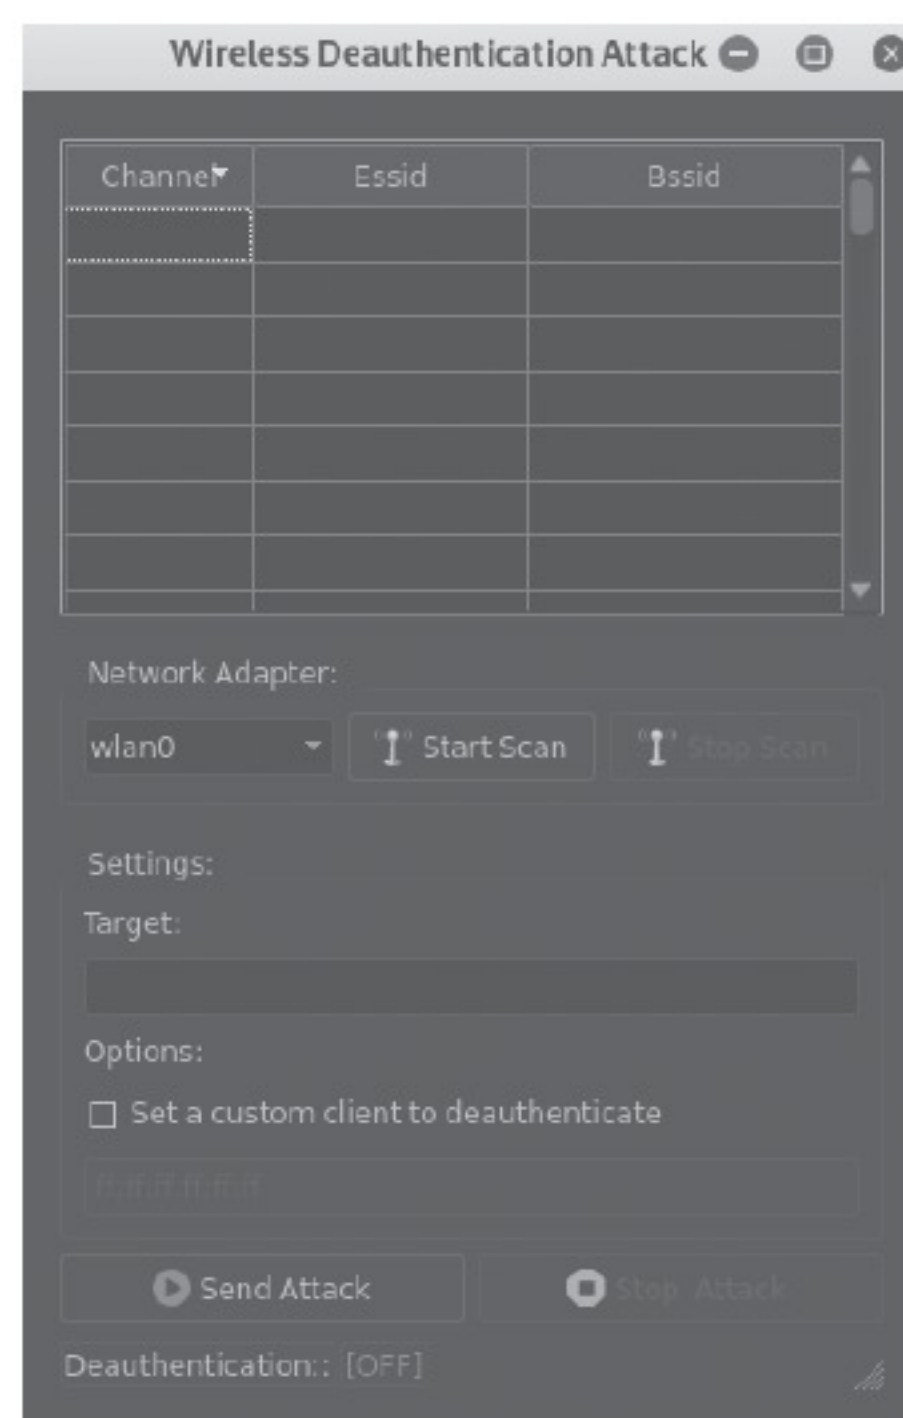 Wireless Deauthentication Attack
Channel Essid Bssid
Network Adapter:
wlan0 Start Scan Stop Scan
Settings:
Target:
Options:
Set a custom client to deauthenticate
ff:ff:ff:ff:ff:ff
Send Attack Stop Attack
Deauthentication:: [OFF]